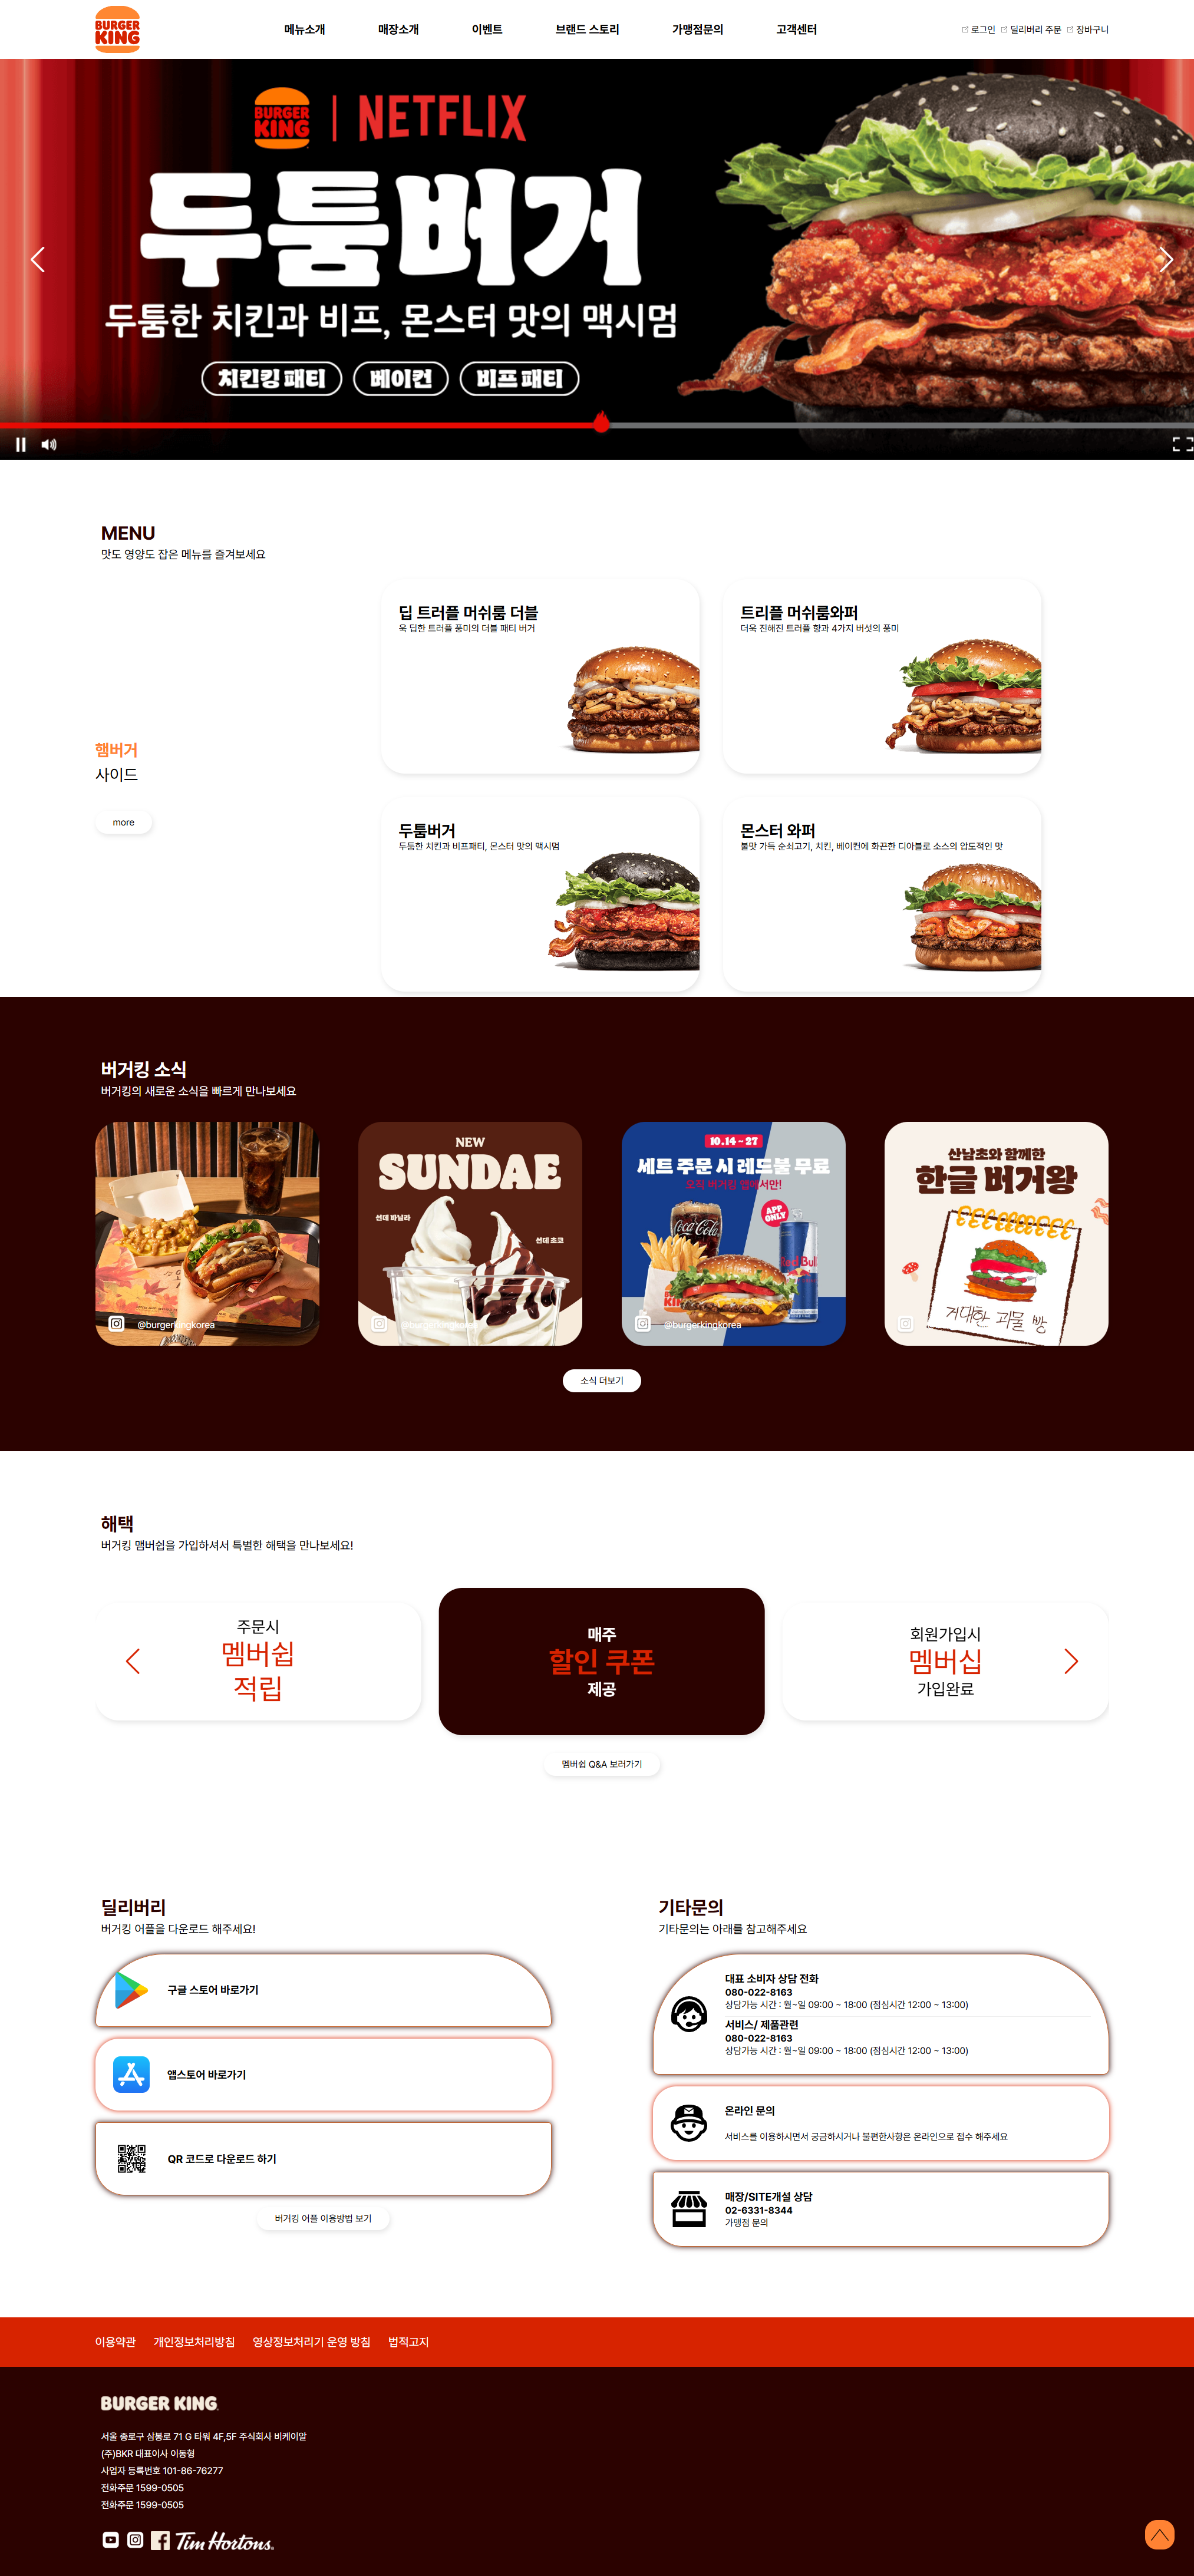 BURGER
KING
메뉴소개
매장소개
이벤트
브랜드 스토리
가맹점문의
고객센터
로그인
딜리버리 주문
장바구니
BURGER
KING
NETFLIX
두툼버거
두툼한 치킨과 비프, 몬스터 맛의 맥시멈
치킨킹 패티
베이컨
비프 패티
MENU
맛도 영양도 잡은 메뉴를 즐겨보세요
햄버거
사이드
more
딥 트러플 머쉬룸 더블
욱 딥한 트러플 풍미의 더블 패티 버거
트리플 머쉬룸와퍼
더욱 진해진 트러플 향과 4가지 버섯의 풍미
두툼버거
두툼한 치킨과 비프패티, 몬스터 맛의 맥시멈
몬스터 와퍼
불맛 가득 순쇠고기, 치킨, 베이컨에 화끈한 디아블로 소스의 압도적인 맛
버거킹 소식
버거킹의 새로운 소식을 빠르게 만나보세요
@burgerkingkorea
NEW
SUNDAE
선데 바닐라
선데 초코
@burgerkingkorea
10.14 - 27
세트 주문 시 레드불 무료
오직 버거킹 앱에서만!
APP
ONLY
Coca-Cola
Red Bull
@burgerkingkorea
산남초와 함께한
한글 버거왕
거대한 괴물 빵
소식 더보기
해택
버거킹 맴버쉽을 가입하셔서 특별한 해택을 만나보세요!
주문시
멤버쉽
적립
매주
할인 쿠폰
제공
회원가입시
멤버십
가입완료
멤버쉽 Q&A 보러가기
딜리버리
버거킹 어플을 다운로드 해주세요!
구글 스토어 바로가기
앱스토어 바로가기
QR 코드로 다운로드 하기
버거킹 어플 이용방법 보기
기타문의
기타문의는 아래를 참고해주세요
대표 소비자 상담 전화
080-022-8163
상담가능 시간 : 월~일 09:00 ~ 18:00 (점심시간 12:00 ~ 13:00)
서비스/ 제품관련
080-022-8163
상담가능 시간 : 월~일 09:00 ~ 18:00 (점심시간 12:00 ~ 13:00)
온라인 문의
서비스를 이용하시면서 궁금하시거나 불편한사항은 온라인으로 접수 해주세요
매장/SITE개설 상담
02-6331-8344
가맹점 문의
이용약관
개인정보처리방침
영상정보처리기 운영 방침
법적고지
BURGER KING
서울 종로구 삼봉로 71 G 타워 4F,5F 주식회사 비케이알
(주)BKR 대표이사 이동형
사업자 등록번호 101-86-76277
전화주문 1599-0505
전화주문 1599-0505
Tim Hortons